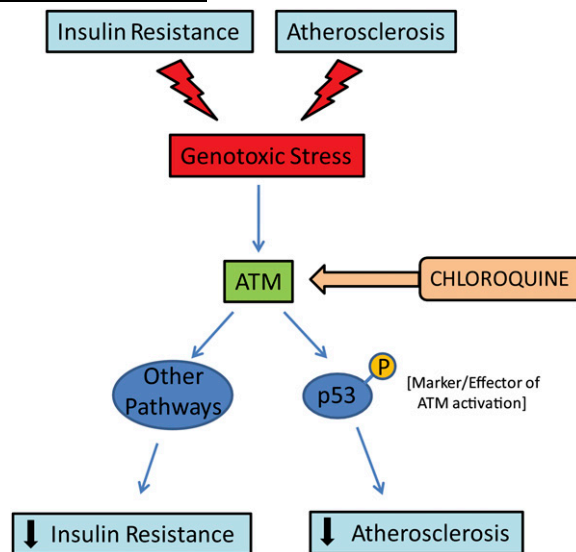 Insulin Resistance
Atherosclerosis
Genotoxic Stress
ATM
CHLOROQUINE
Other
Pathways
p53
P
[Marker/Effector of
ATM activation]
Insulin Resistance
Atherosclerosis